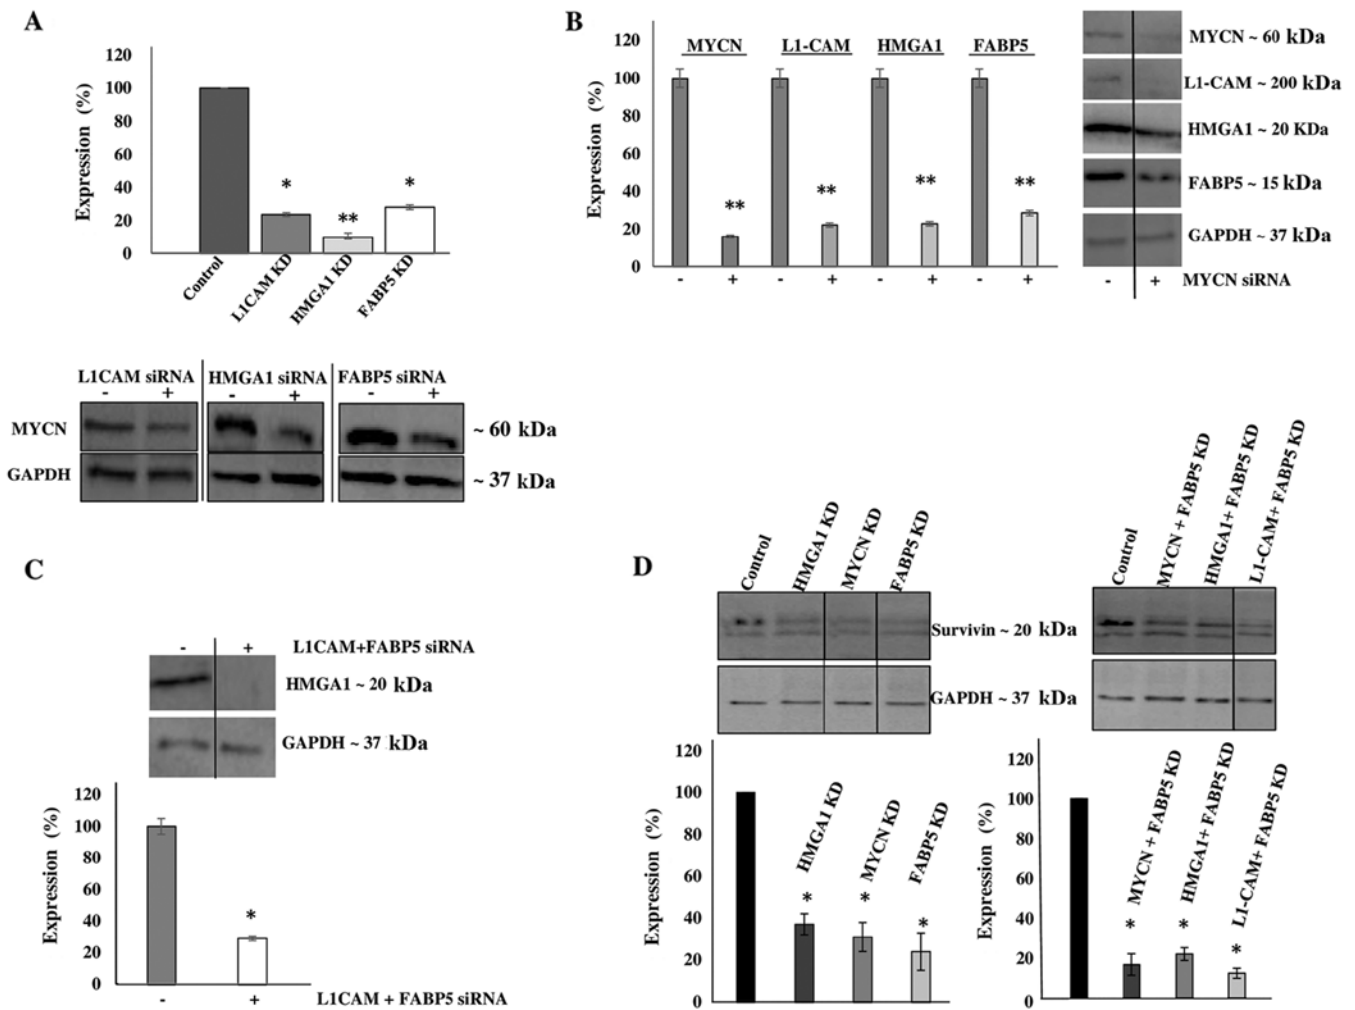 A
Expression (%)
120
100
80
60
40
20
0
*
**
*
Control
L1CAM KD
HMGA1 KD
FABP5 KD
L1CAM siRNA
HMGA1 siRNA
FABP5 siRNA
- + - + - +
MYCN
~ 60 kDa
GAPDH
~ 37 kDa
B
Expression (%)
120
100
80
60
40
20
0
MYCN L1-CAM HMGA1 FABP5
** ** ** **
- + - + - + - +
MYCN ~ 60 kDa
L1-CAM ~ 200 kDa
HMGA1 ~ 20 KDa
FABP5 ~ 15 kDa
GAPDH ~ 37 kDa
- + MYCN siRNA
C
- + L1CAM+FABP5 siRNA
HMGA1 ~ 20 kDa
GAPDH ~ 37 kDa
Expression (%)
120
100
80
60
40
20
0
*
- + L1CAM + FABP5 siRNA
D
Control
HMGA1 KD
MYCN KD
FABP5 KD
Control
MYCN + FABP5 KD
HMGA1+ FABP5 KD
L1-CAM+ FABP5 KD
Survivin ~ 20 kDa
GAPDH ~ 37 kDa
Expression (%)
120
100
80
60
40
20
0
HMGA1 KD
MYCN KD
FABP5 KD
* * *
Expression (%)
120
100
80
60
40
20
0
MYCN + FABP5 KD
HMGA1+ FABP5 KD
L1-CAM+ FABP5 KD
* * *